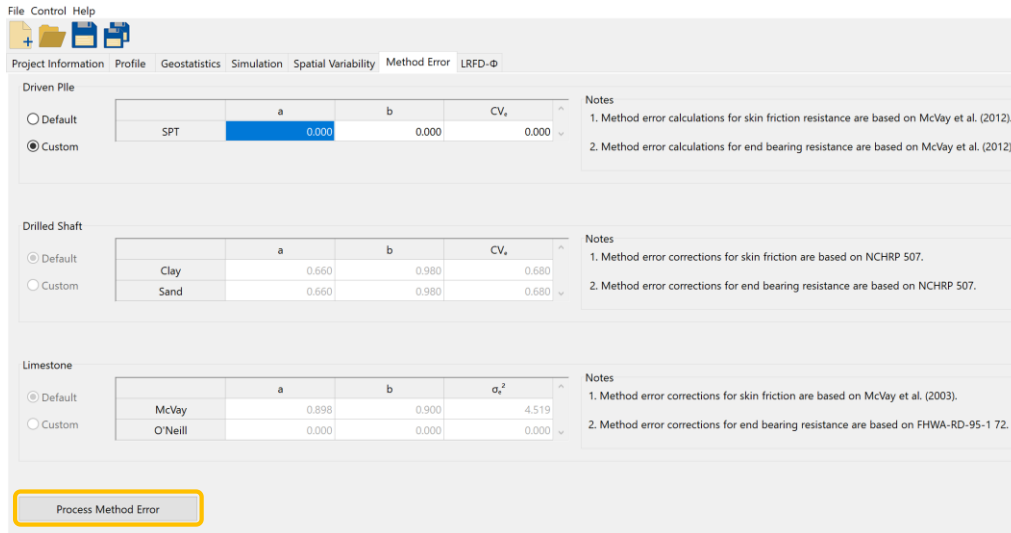 File Control Help
Project Information Profile Geostatistics Simulation Spatial Variability Method Error LRFD-Φ
Driven PIle
Default
Custom
a b CVₑ
SPT 0.000 0.000 0.000
Notes
1. Method error calculations for skin friction resistance are based on McVay et al. (2012).
2. Method error calculations for end bearing resistance are based on McVay et al. (2012)
Drilled Shaft
Default
Custom
a b CVₑ
Clay 0.660 0.980 0.680
Sand 0.660 0.980 0.680
Notes
1. Method error corrections for skin friction are based on NCHRP 507.
2. Method error corrections for end bearing resistance are based on NCHRP 507.
Limestone
Default
Custom
a b σₑ²
McVay 0.898 0.900 4.519
O'Neill 0.000 0.000 0.000
Notes
1. Method error corrections for skin friction are based on McVay et al. (2003).
2. Method error corrections for end bearing resistance are based on FHWA-RD-95-1 72.
Process Method Error